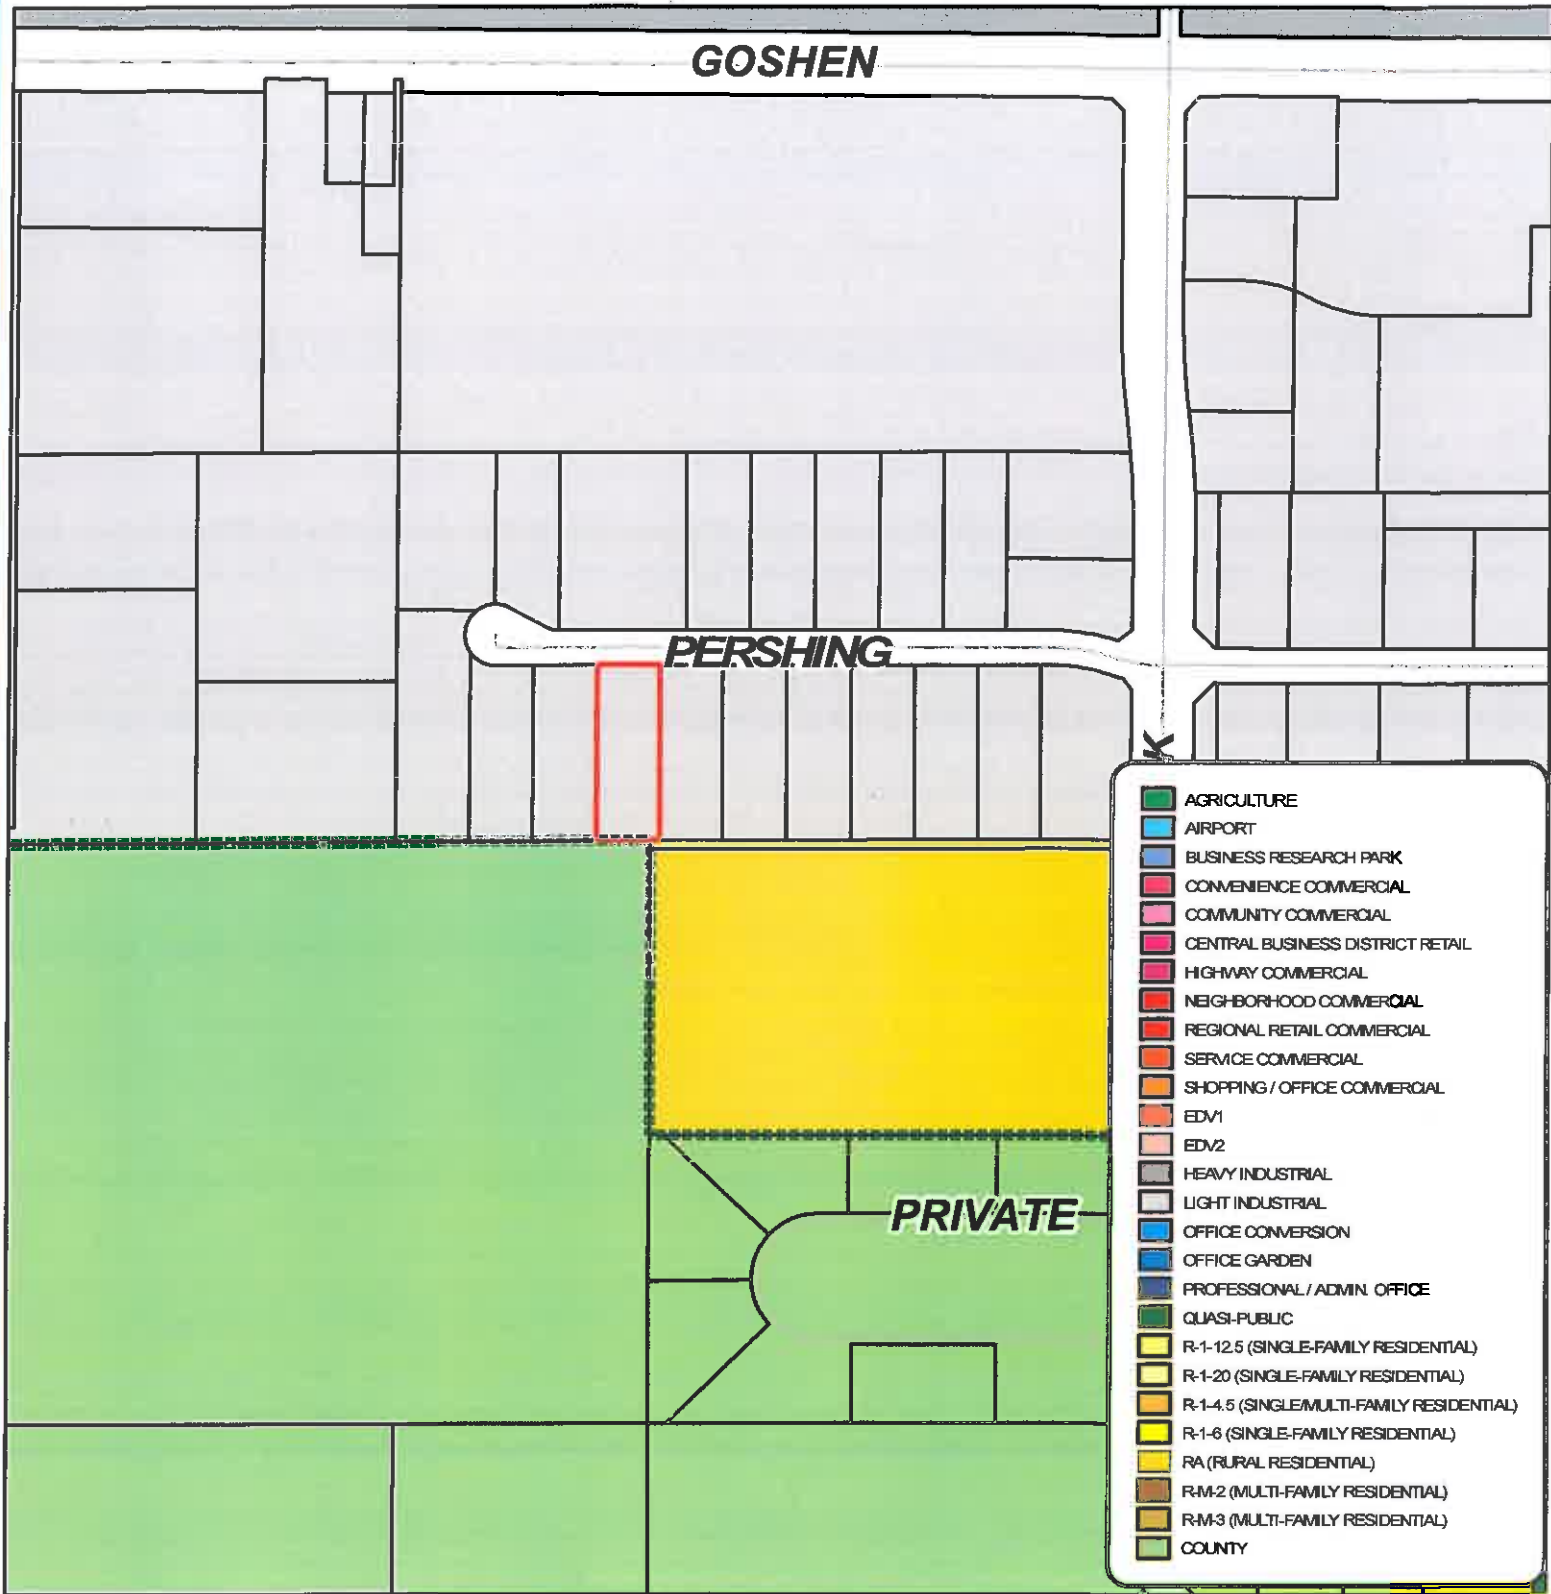 GOSHEN
PERSHING
K
AGRICULTURE
AIRPORT
BUSINESS RESEARCH PARK
CONVENIENCE COMMERCIAL
COMMUNITY COMMERCIAL
CENTRAL BUSINESS DISTRICT RETAIL
HIGHWAY COMMERCIAL
NEIGHBORHOOD COMMERCIAL
REGIONAL RETAIL COMMERCIAL
SERVICE COMMERCIAL
SHOPPING / OFFICE COMMERCIAL
EDV1
EDV2
HEAVY INDUSTRIAL
LIGHT INDUSTRIAL
OFFICE CONVERSION
OFFICE GARDEN
PROFESSIONAL / ADMIN. OFFICE
QUASI-PUBLIC
R-1-12.5 (SINGLE-FAMILY RESIDENTIAL)
R-1-20 (SINGLE-FAMILY RESIDENTIAL)
R-1-4.5 (SINGLE/MULTI-FAMILY RESIDENTIAL)
R-1-6 (SINGLE-FAMILY RESIDENTIAL)
RA (RURAL RESIDENTIAL)
R-M-2 (MULTI-FAMILY RESIDENTIAL)
R-M-3 (MULTI-FAMILY RESIDENTIAL)
COUNTY
PRIVATE